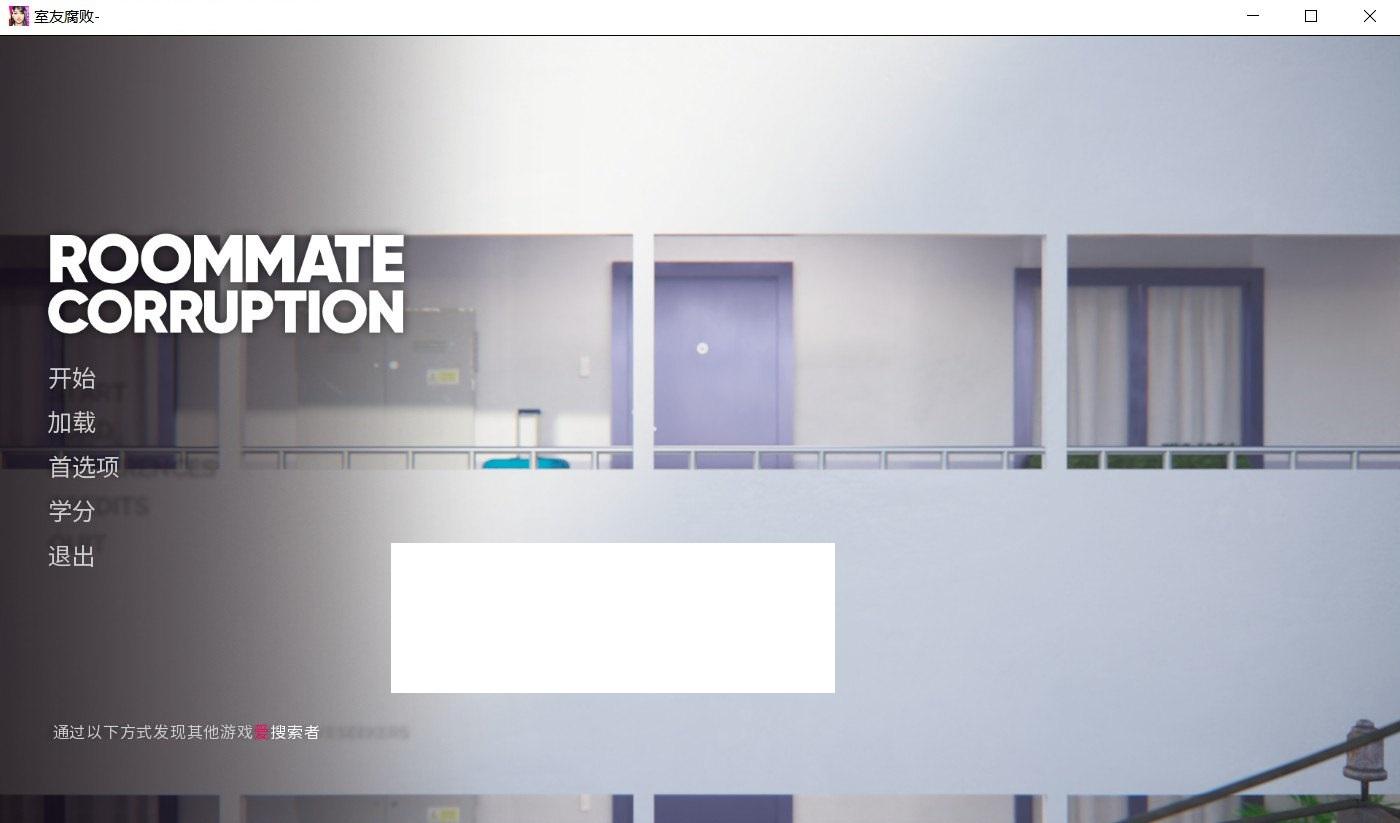 室友腐败-
ROOMMATE
CORRUPTION
开始
加载
首选项
学分
退出
通过以下方式发现其他游戏爱搜索者